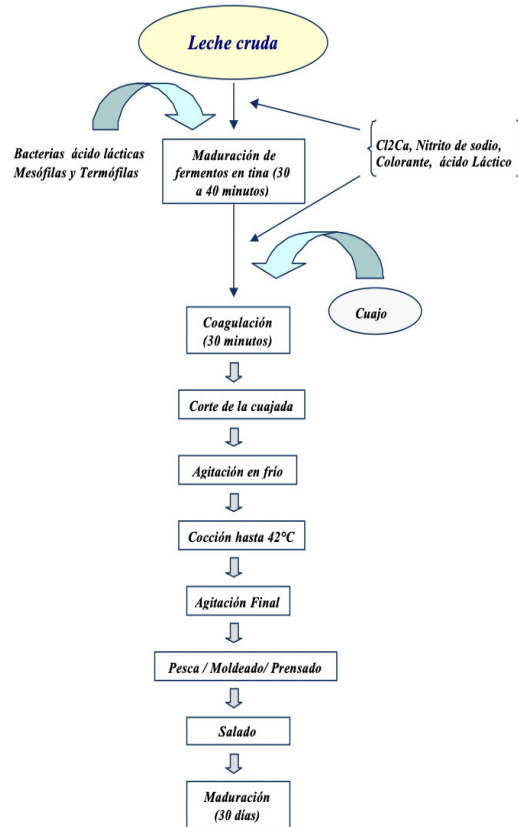 Leche cruda
Bacterias ácido lácticas
Mesófilas y Termófilas
Maduración de
fermentos en tina (30
a 40 minutos)
Cl2Ca, Nitrito de sodio,
Colorante, ácido Láctico
Cuajo
Coagulación
(30 minutos)
Corte de la cuajada
Agitación en frío
Cocción hasta 42°C
Agitación Final
Pesca / Moldeado/ Prensado
Salado
Maduración
(30 días)